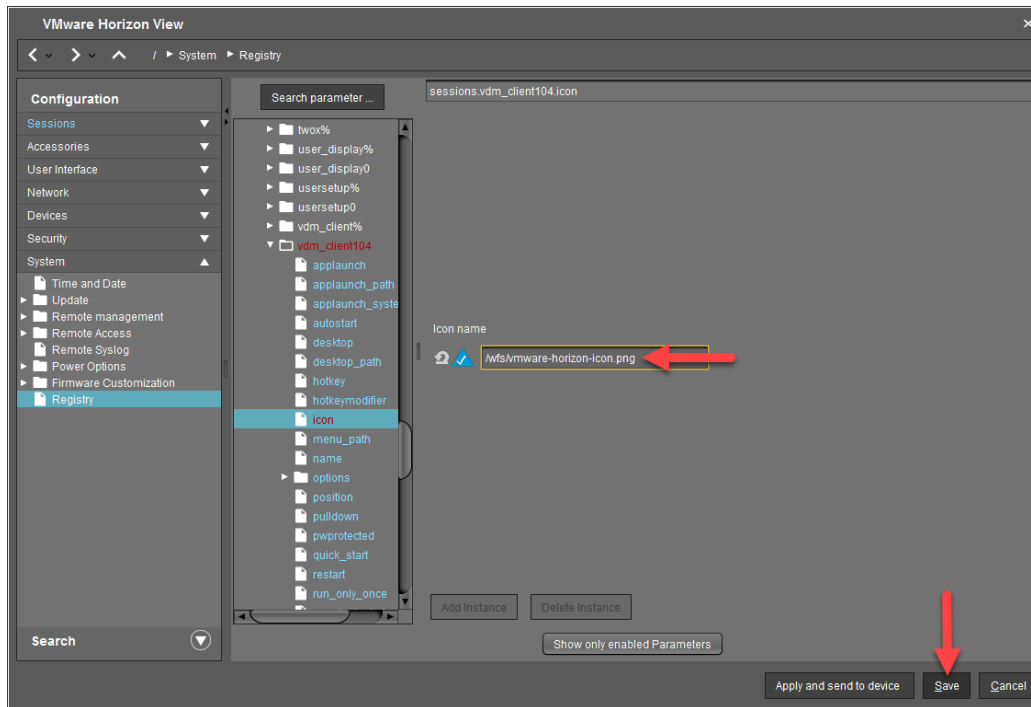 VMware Horizon View
/ System Registry
Configuration
Sessions
Accessories
User Interface
Network
Devices
Security
System
Time and Date
Update
Remote management
Remote Access
Remote Syslog
Power Options
Firmware Customization
Registry
Search
Search parameter ...
twox%
user_display%
user_display0
usersetup%
usersetup0
vdm_client%
vdm_client104
applaunch
applaunch_path
applaunch_syste
autostart
desktop
desktop_path
hotkey
hotkeymodifier
icon
menu_path
name
options
position
pulldown
pwprotected
quick_start
restart
run_only_once
sessions.vdm_client104.icon
Icon name
/wfs/vmware-horizon-icon.png
Add Instance Delete Instance
Show only enabled Parameters
Apply and send to device Save Cancel